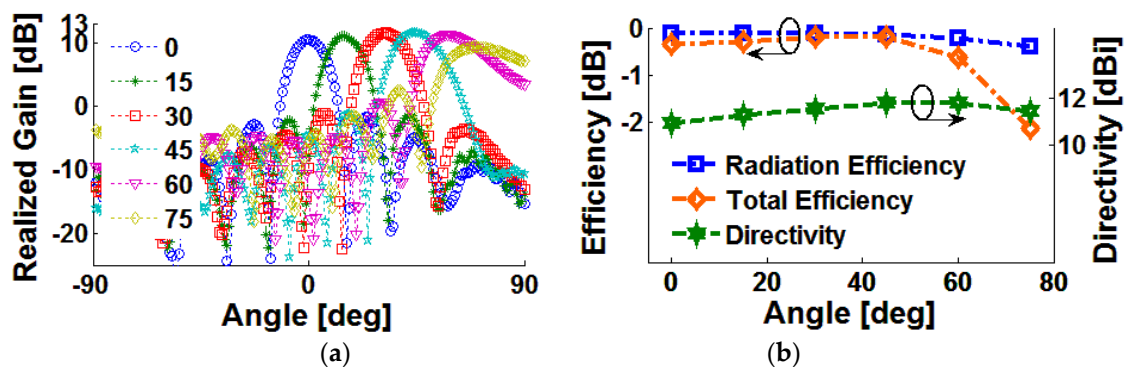 Realized Gain [dB]
13
10
0
-10
-20
0
15
30
45
60
75
-90
0
90
Angle [deg]
(a)
Efficiency [dB]
0
-1
-2
Radiation Efficiency
Total Efficiency
Directivity
0
20
40
60
80
Angle [deg]
12
10
Directivity [dBi]
(b)